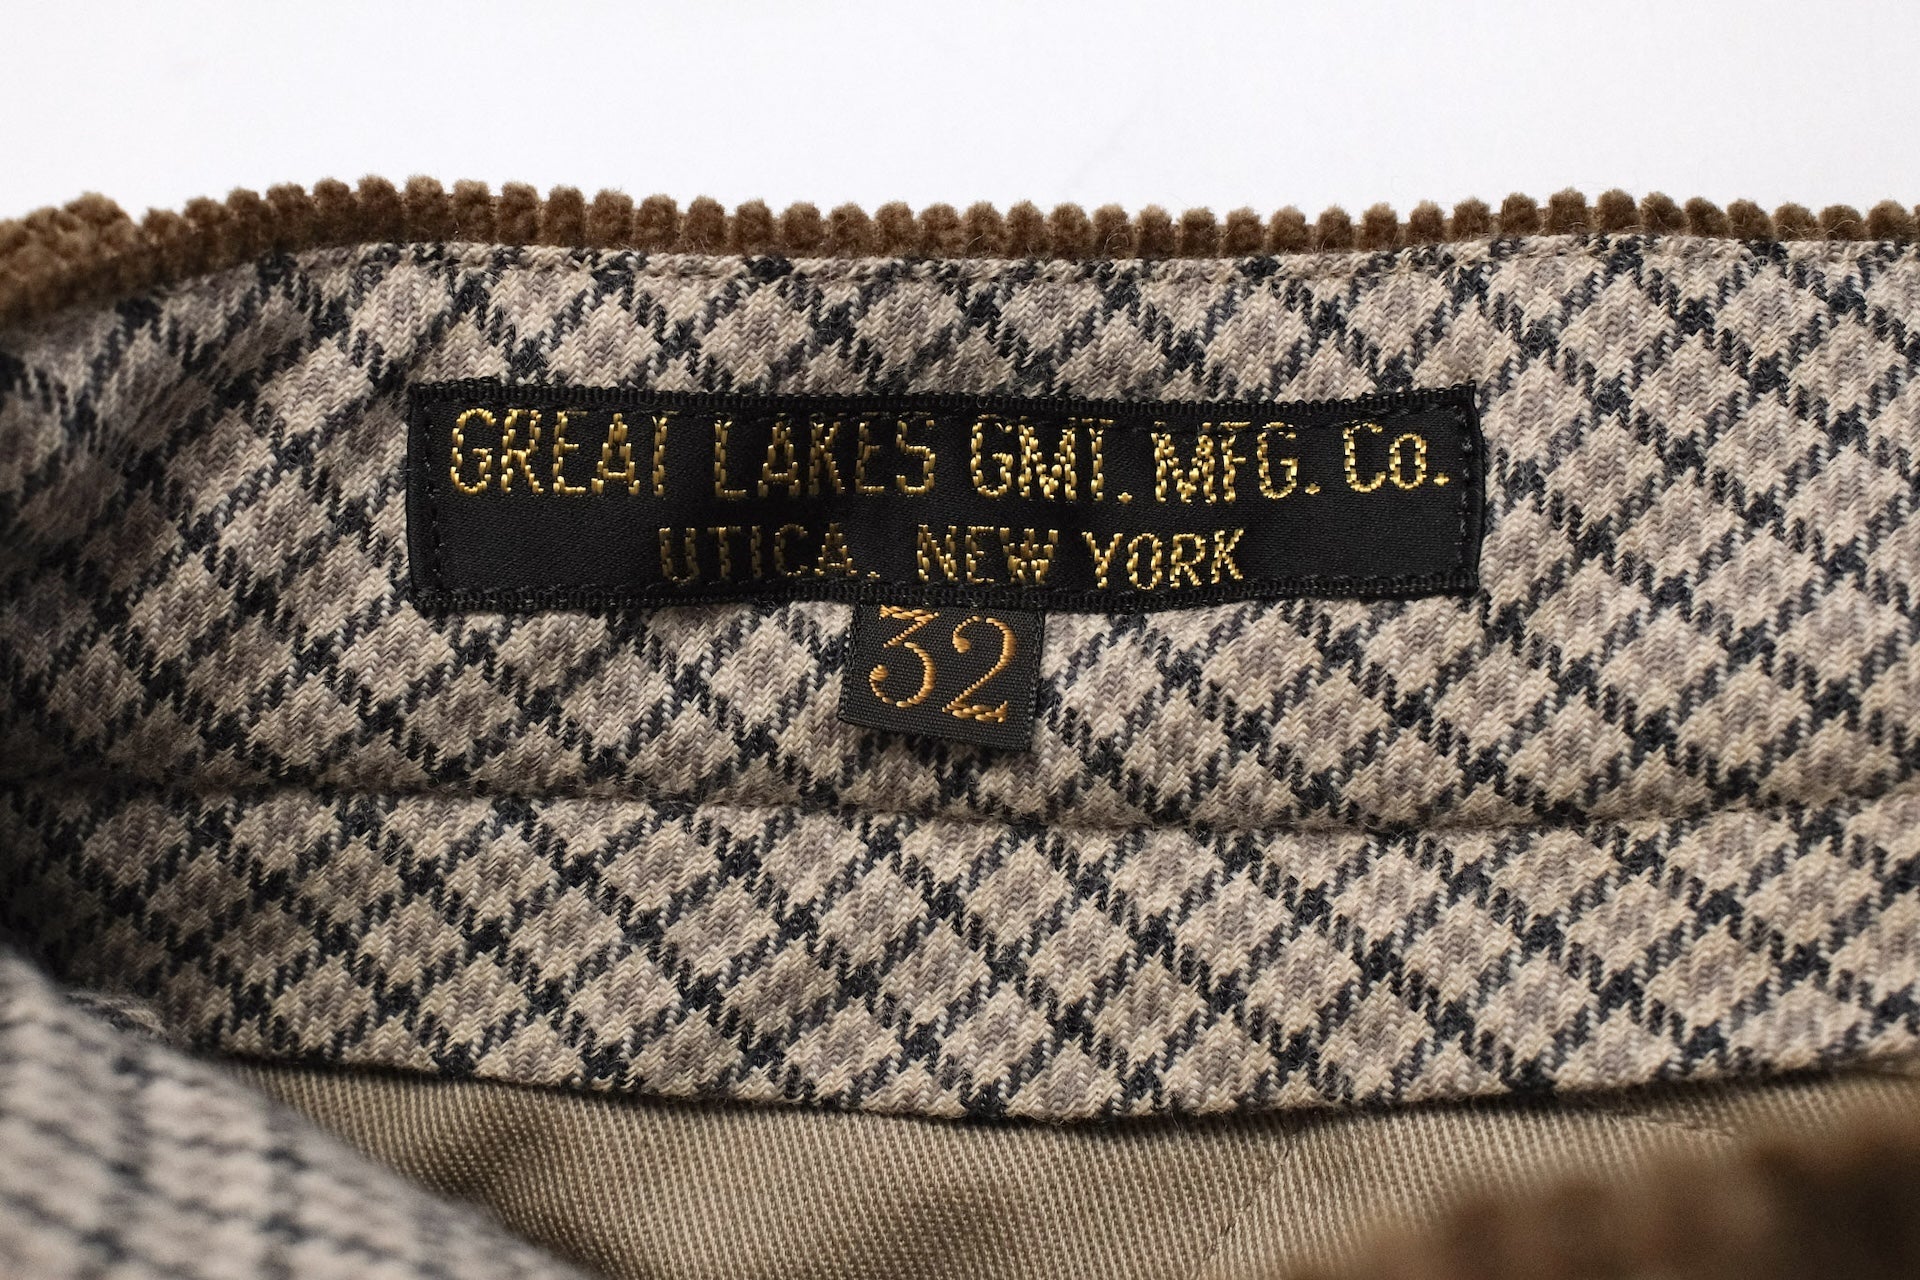 GREAT LAKES GMT. MFG. Co.
UTICA, NEW YORK
32